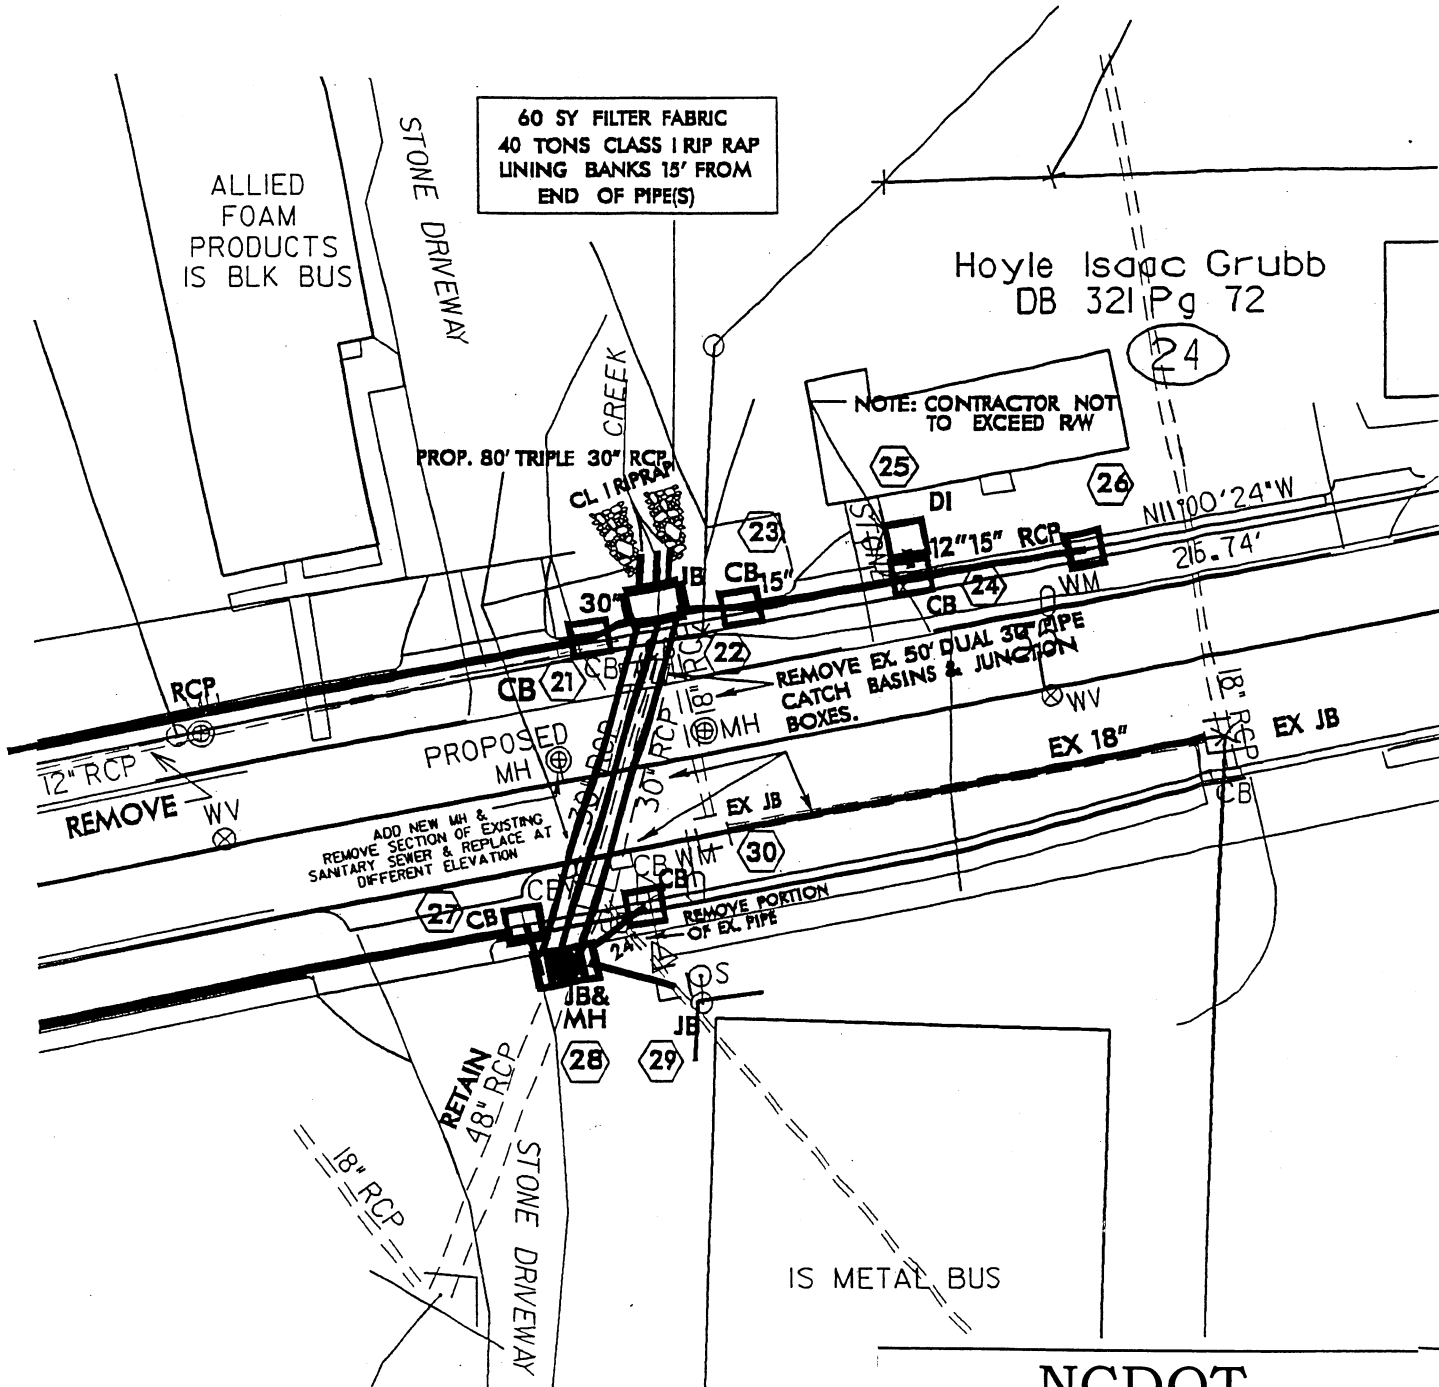 60 SY FILTER FABRIC
40 TONS CLASS I RIP RAP
LINING BANKS 15' FROM
END OF PIPE(S)
ALLIED
FOAM
PRODUCTS
IS BLK BUS
STONE DRIVEWAY
Hoyle Isaac Grubb
DB 321 Pg 72
24
CREEK
NOTE: CONTRACTOR NOT
TO EXCEED R/W
PROP. 80' TRIPLE 30" RCP
CL I RIPRAP
25
26
DI
N11°00'24"W
23
12"
15" RCP
216.74'
JB
CB
15"
30"
24
WM
CB
22
REMOVE EX. 50' DUAL 30" PIPE
CATCH BASINS & JUNCTION
BOXES.
CB
CB
21
RCP
18"
MH
WV
18" RCP
EX JB
EX 18"
PROPOSED
MH
12" RCP
REMOVE
WV
30" RCP
30" RCP
EX JB
CB
ADD NEW MH &
REMOVE SECTION OF EXISTING
SANITARY SEWER & REPLACE AT
DIFFERENT ELEVATION
30
CB
WM
CB
CB
27
CB
REMOVE PORTION
OF EX. PIPE
24"
S
JB&
MH
JB
28
29
RETAIN
48" RCP
18" RCP
STONE DRIVEWAY
IS METAL BUS
NCDOT